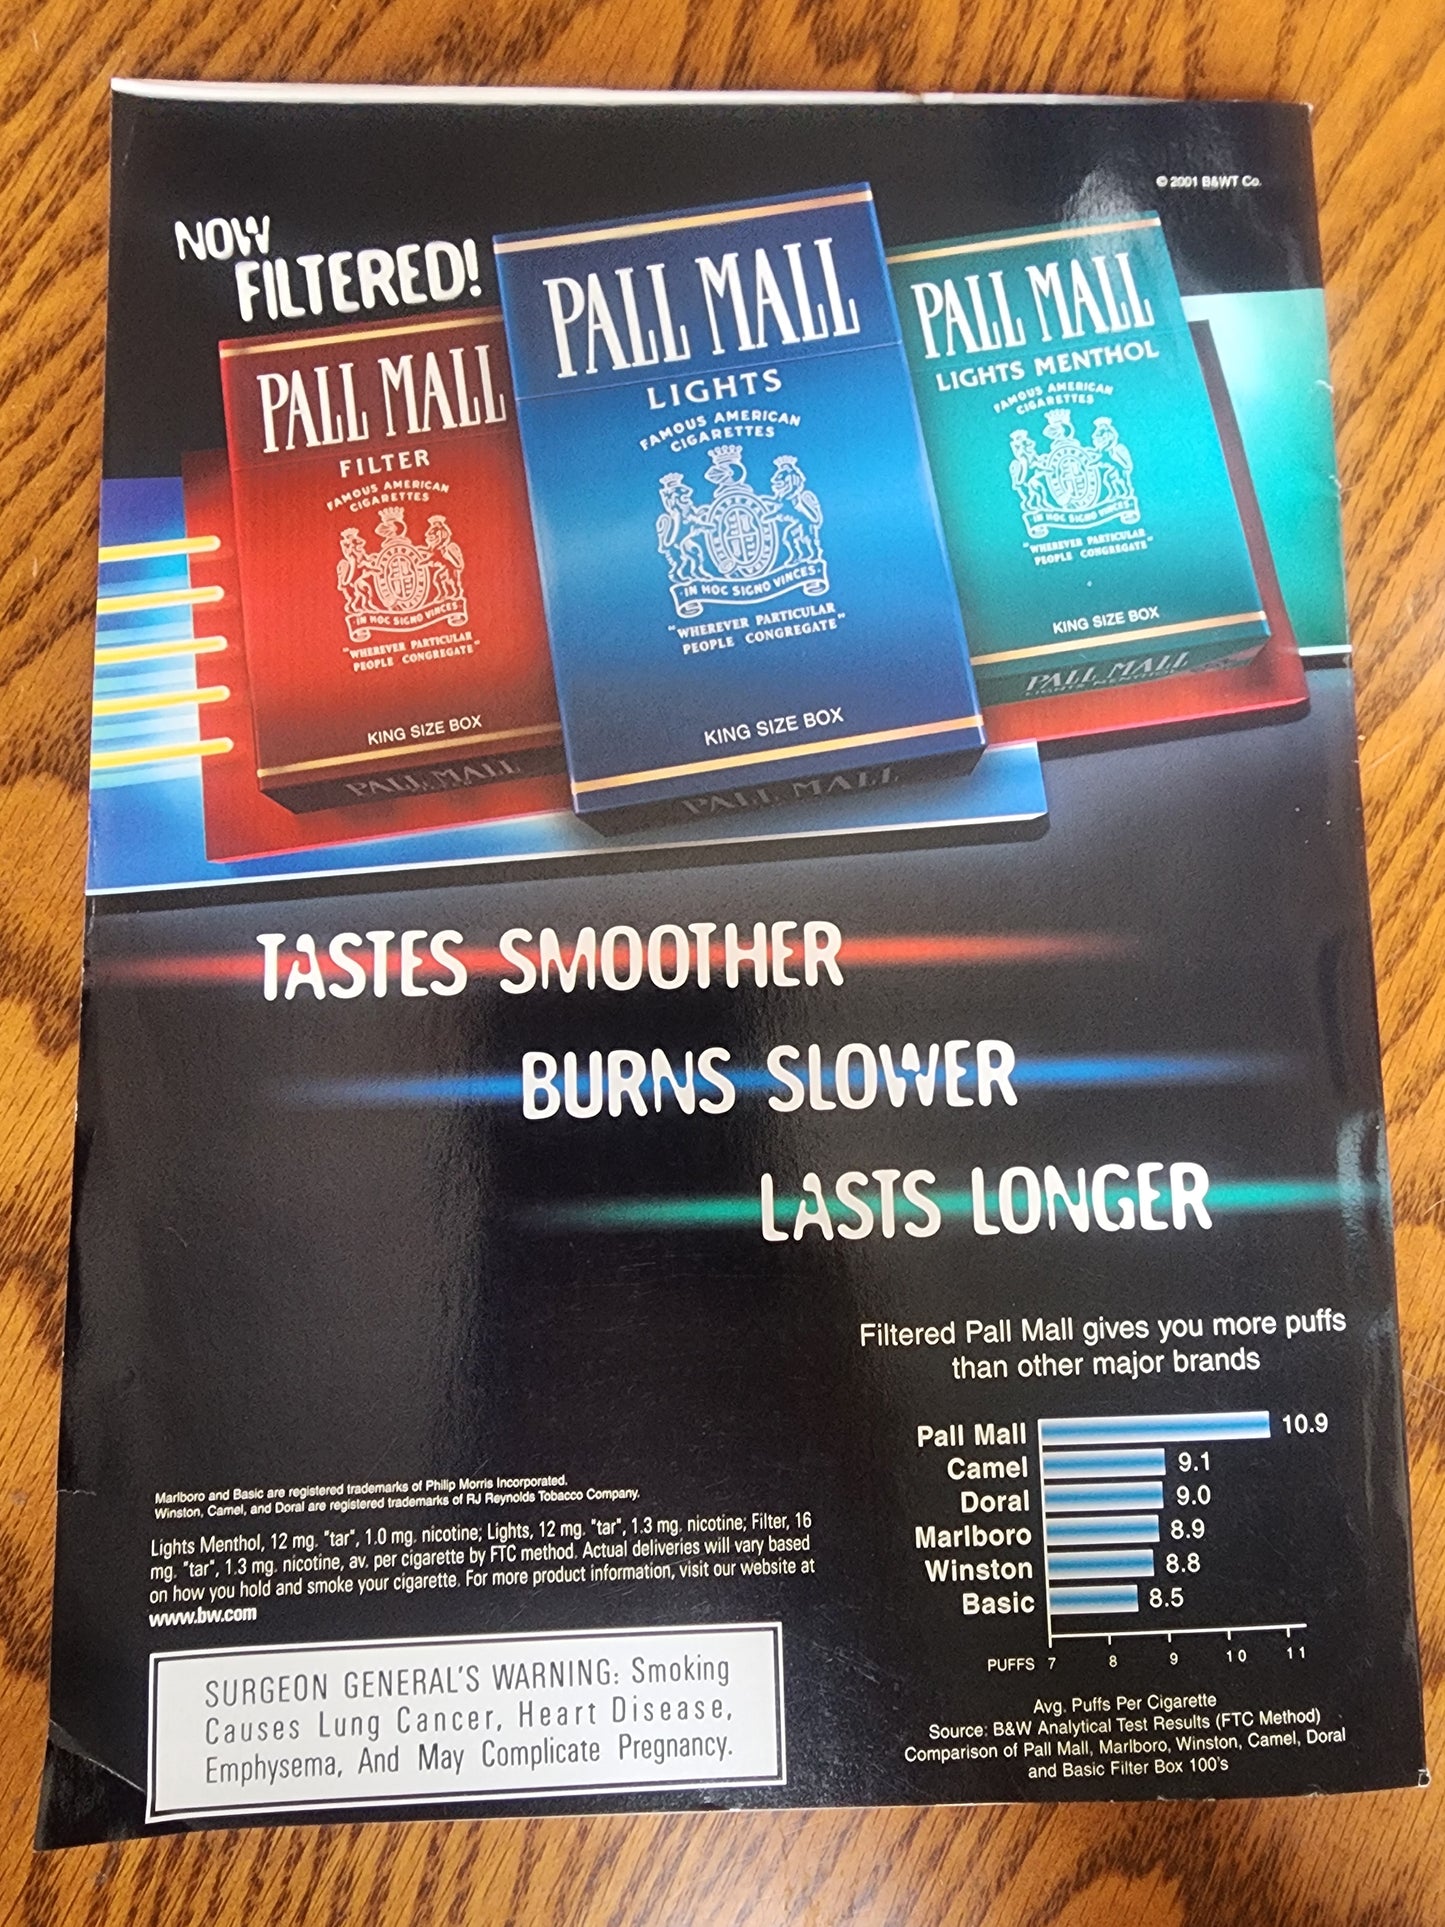 © 2001 B&WT Co.
NOW
FILTERED!
PALL MALL
FILTER
FAMOUS AMERICAN
CIGARETTES
IN HOC SIGNO VINCES
"WHEREVER PARTICULAR
PEOPLE CONGREGATE"
KING SIZE BOX
PALL MALL
PALL MALL
LIGHTS
FAMOUS AMERICAN
CIGARETTES
·IN HOC SIGNO VINCES·
"WHEREVER PARTICULAR
PEOPLE CONGREGATE"
KING SIZE BOX
PALL MALL
PALL MALL
LIGHTS MENTHOL
FAMOUS AMERICAN
CIGARETTES
IN HOC SIGNO VINCES
"WHEREVER PARTICULAR
PEOPLE CONGREGATE"
KING SIZE BOX
PALL MALL
LIGHTS MENTHOL
TASTES SMOOTHER
BURNS SLOWER
LASTS LONGER
Filtered Pall Mall gives you more puffs
than other major brands
Pall Mall 10.9
Camel 9.1
Doral 9.0
Marlboro 8.9
Winston 8.8
Basic 8.5
PUFFS 7 8 9 10 11
Avg. Puffs Per Cigarette
Source: B&W Analytical Test Results (FTC Method)
Comparison of Pall Mall, Marlboro, Winston, Camel, Doral
and Basic Filter Box 100's
Marlboro and Basic are registered trademarks of Philip Morris Incorporated.
Winston, Camel, and Doral are registered trademarks of RJ Reynolds Tobacco Company.
Lights Menthol, 12 mg. "tar", 1.0 mg. nicotine; Lights, 12 mg. "tar", 1.3 mg. nicotine; Filter, 16
mg. "tar", 1.3 mg. nicotine, av. per cigarette by FTC method. Actual deliveries will vary based
on how you hold and smoke your cigarette. For more product information, visit our website at
www.bw.com
SURGEON GENERAL'S WARNING: Smoking
Causes Lung Cancer, Heart Disease,
Emphysema, And May Complicate Pregnancy.